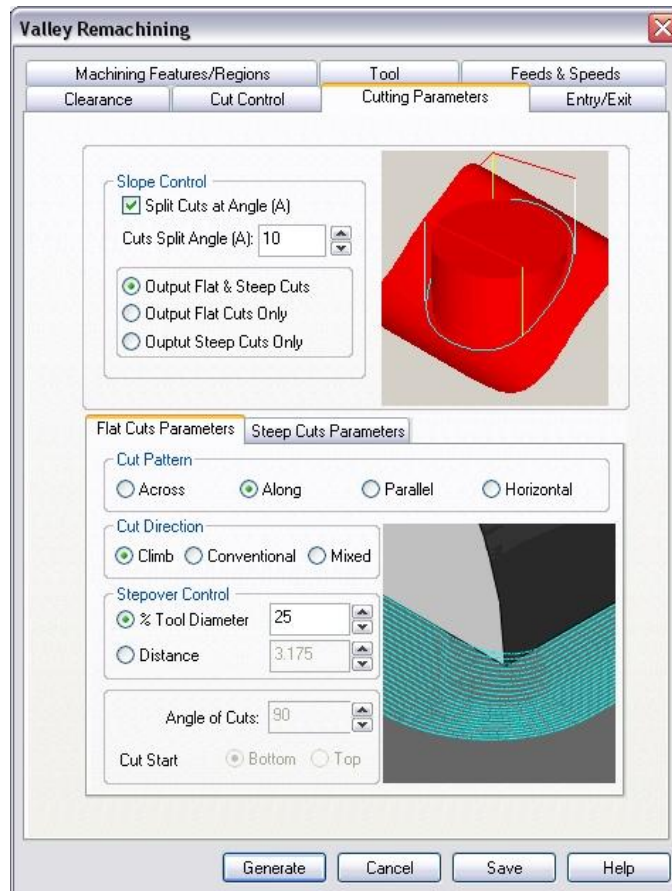 Valley Remachining
Machining Features/Regions Tool Feeds & Speeds
Clearance Cut Control Cutting Parameters Entry/Exit
Slope Control
Split Cuts at Angle (A)
Cuts Split Angle (A): 10
Output Flat & Steep Cuts
Output Flat Cuts Only
Ouptut Steep Cuts Only
Flat Cuts Parameters Steep Cuts Parameters
Cut Pattern
Across Along Parallel Horizontal
Cut Direction
Climb Conventional Mixed
Stepover Control
% Tool Diameter 25
Distance 3.175
Angle of Cuts: 90
Cut Start Bottom Top
Generate Cancel Save Help